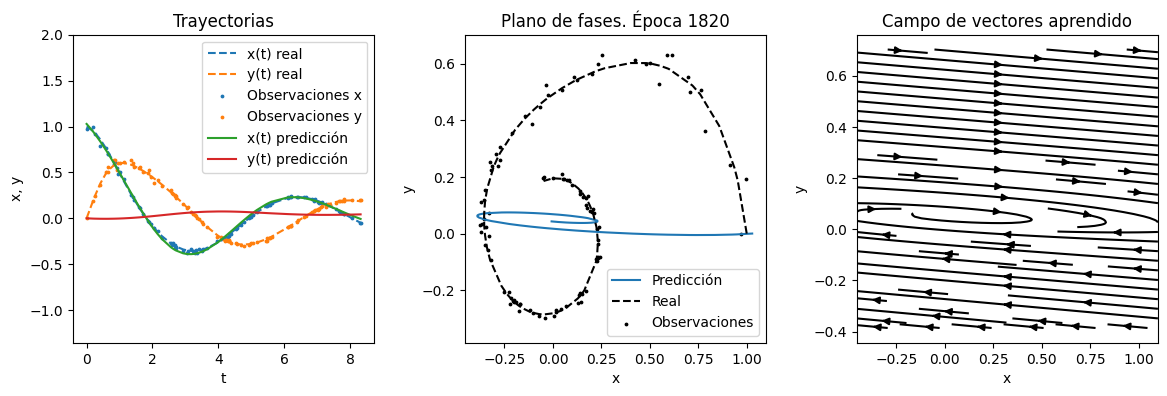 Trayectorias
2.0
1.5
1.0
0.5
0.0
−0.5
−1.0
x, y
0
2
4
6
8
t
x(t) real
y(t) real
Observaciones x
Observaciones y
x(t) predicción
y(t) predicción
Plano de fases. Época 1820
0.6
0.4
0.2
0.0
−0.2
y
−0.25
0.00
0.25
0.50
0.75
1.00
x
Predicción
Real
Observaciones
Campo de vectores aprendido
0.6
0.4
0.2
0.0
−0.2
−0.4
y
−0.25
0.00
0.25
0.50
0.75
1.00
x